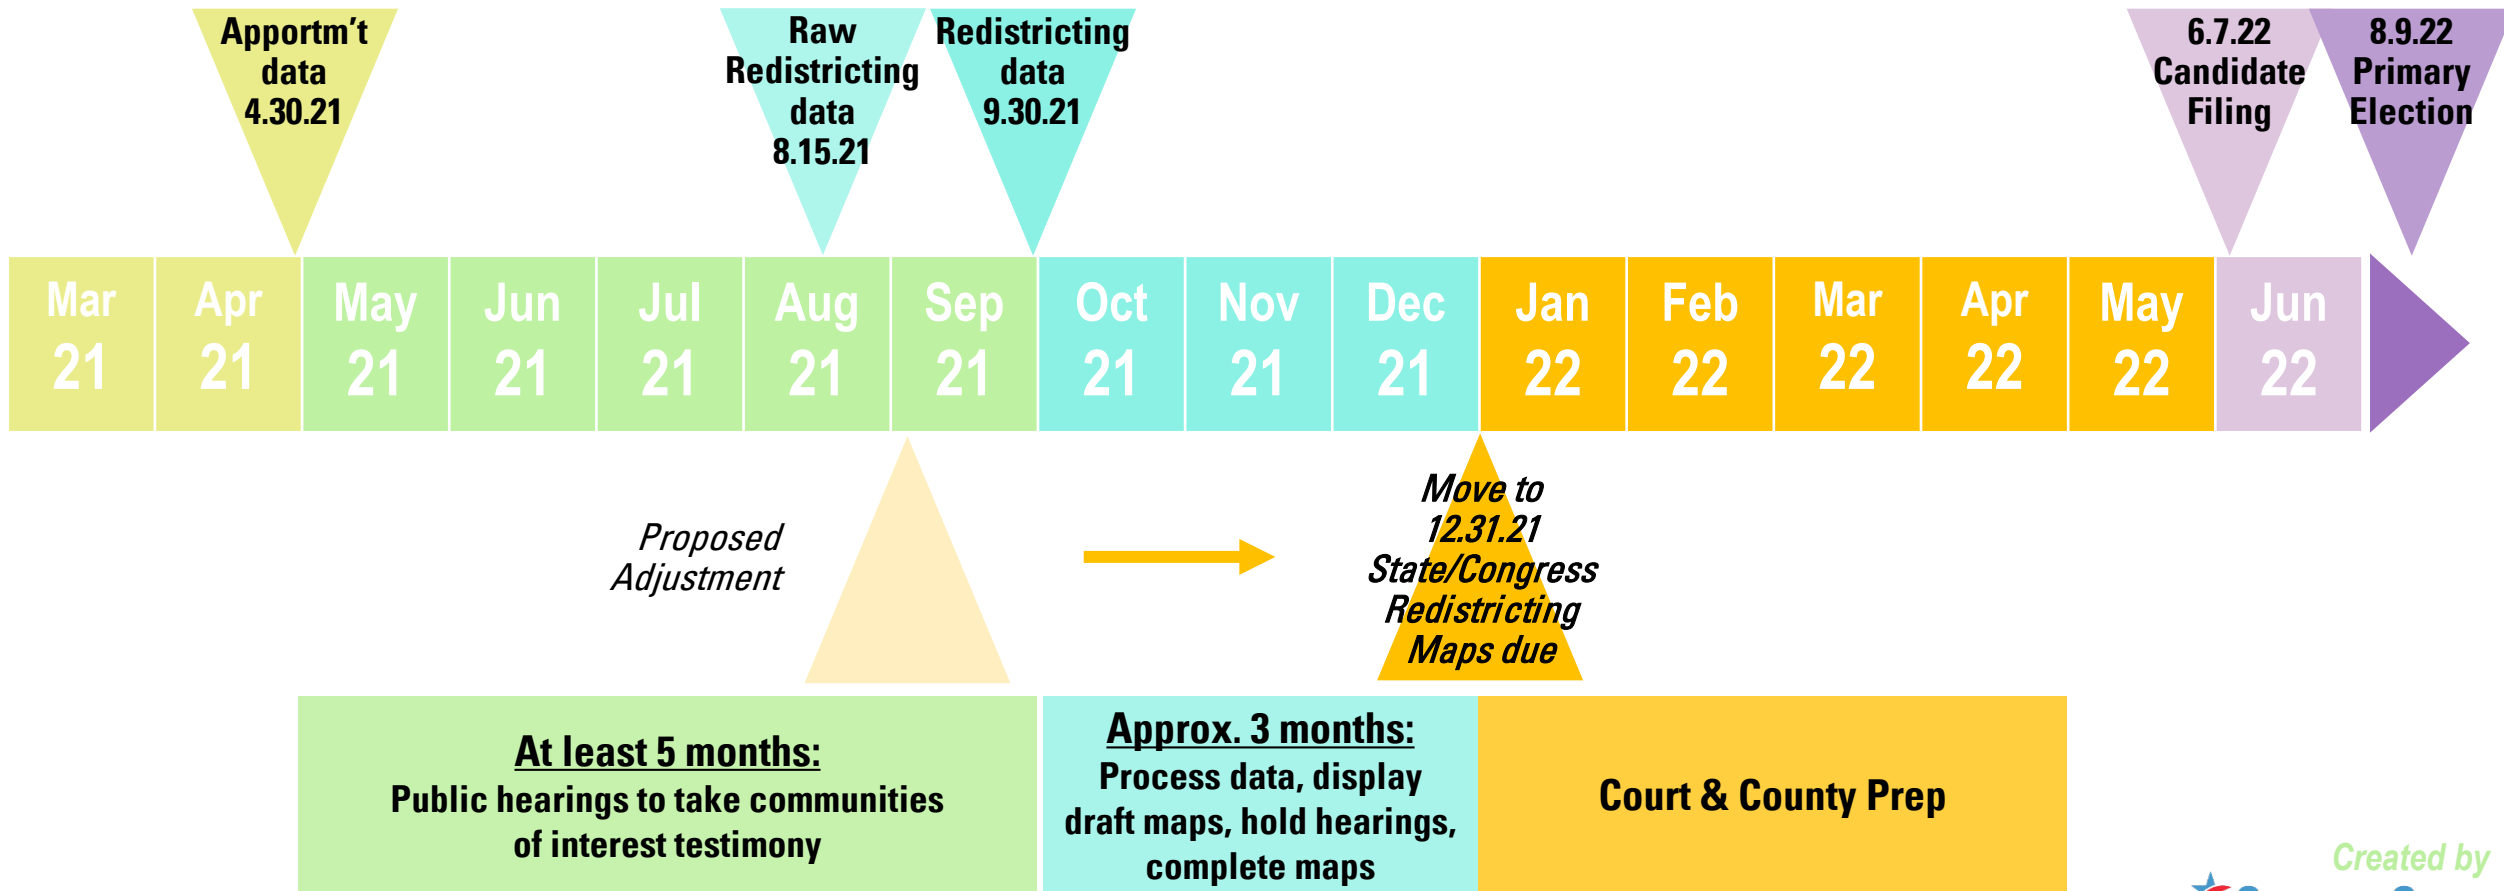 Apportm't
data
4.30.21
Raw
Redistricting
data
8.15.21
Redistricting
data
9.30.21
6.7.22
Candidate
Filing
8.9.22
Primary
Election
Mar
21
Apr
21
May
21
Jun
21
Jul
21
Aug
21
Sep
21
Oct
21
Nov
21
Dec
21
Jan
22
Feb
22
Mar
22
Apr
22
May
22
Jun
22
Proposed
Adjustment
Move to
12.31.21
State/Congress
Redistricting
Maps due
At least 5 months:
Public hearings to take communities
of interest testimony
Approx. 3 months:
Process data, display
draft maps, hold hearings,
complete maps
Court & County Prep
Created by